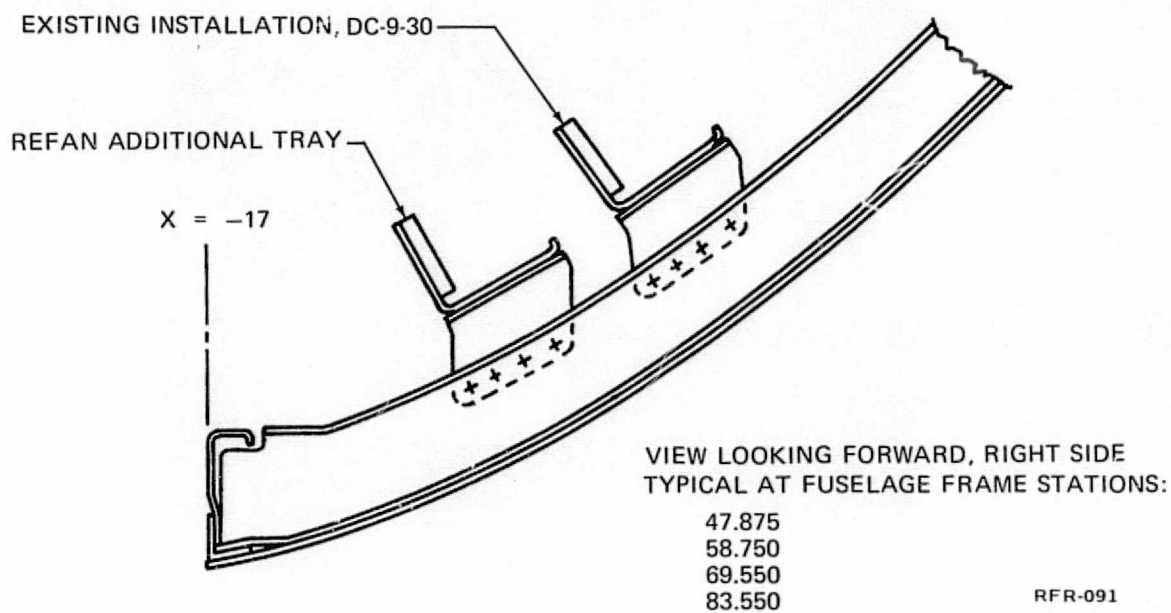 EXISTING INSTALLATION, DC-9-30
REFAN ADDITIONAL TRAY
X = −17
VIEW LOOKING FORWARD, RIGHT SIDE
TYPICAL AT FUSELAGE FRAME STATIONS:
47.875
58.750
69.550
83.550
RFR-091